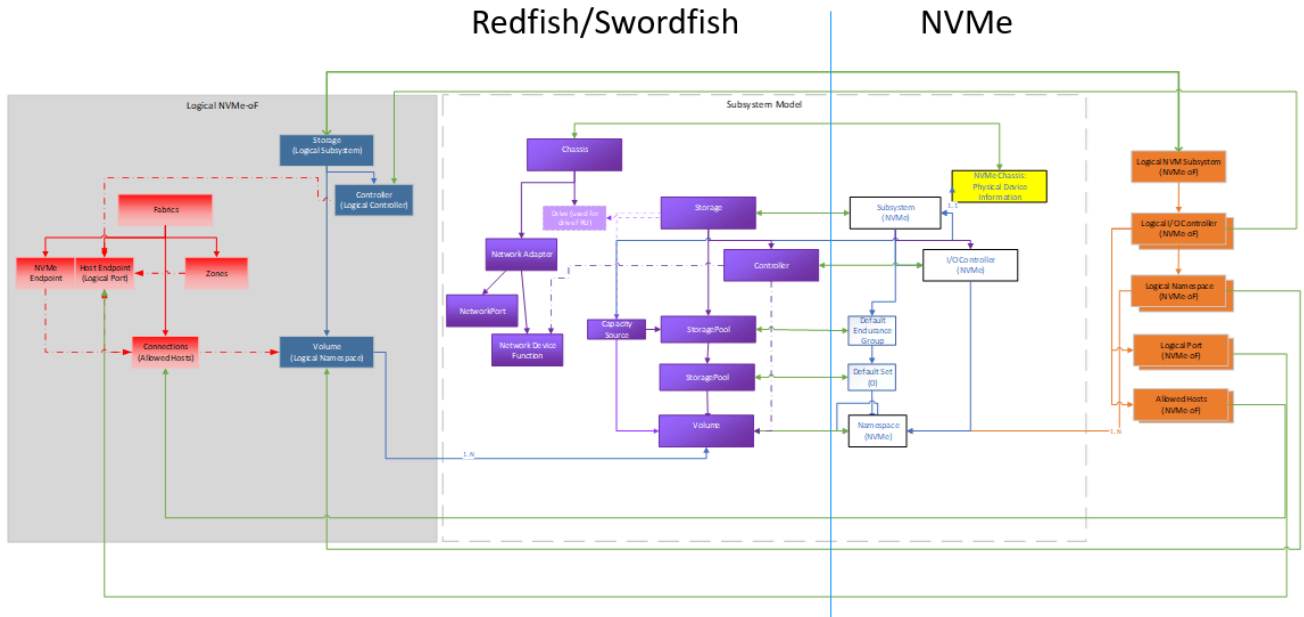 Redfish/Swordfish
NVMe
Logical NVMe-oF
Subsystem Model
Storage
(Logical Subsystem)
Controller
(Logical Controller)
Fabrics
NVMe
Endpoint
Host Endpoint
(Logical Port)
Zones
Connections
(Allowed Hosts)
Volume
(Logical Namespace)
1..N
Chassis
Drive (used for
drive FRU)
Network Adapter
NetworkPort
Network Device
Function
Storage
Controller
Capacity
Source
StoragePool
StoragePool
Volume
NVMe Chassis:
Physical Device
Information
1..1
Subsystem
(NVMe)
I/O Controller
(NVMe)
Default
Endurance
Group
Default Set
(0)
Namespace
(NVMe)
Logical NVM Subsystem
(NVMe-oF)
Logical I/O Controller
(NVMe-oF)
Logical Namespace
(NVMe-oF)
Logical Port
(NVMe-oF)
Allowed Hosts
(NVMe-oF)
1..N